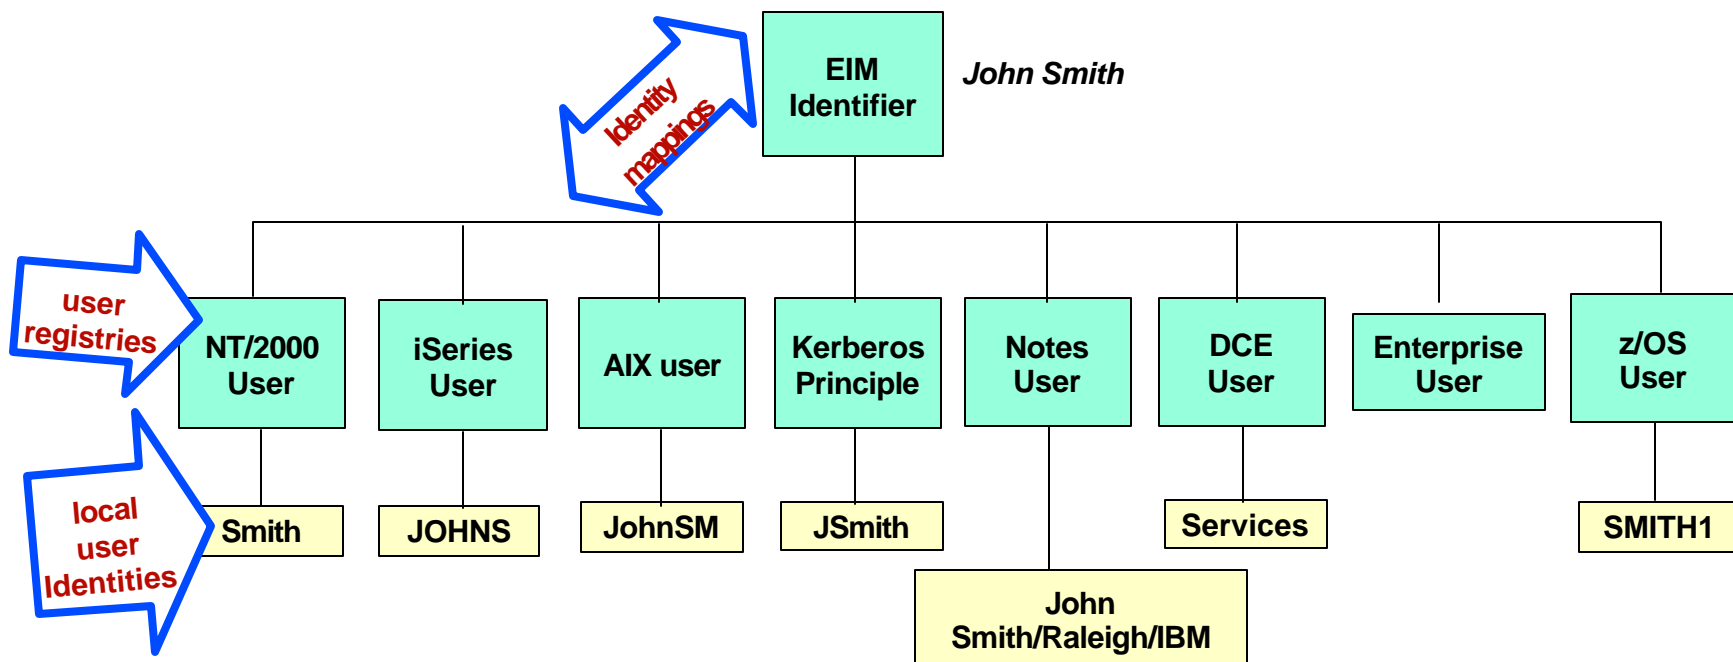 EIM
Identifier
John Smith
Identity
mappings
user
registries
NT/2000
User
iSeries
User
AIX user
Kerberos
Principle
Notes
User
DCE
User
Enterprise
User
z/OS
User
local
user
Identities
Smith
JOHNS
JohnSM
JSmith
Services
SMITH1
John
Smith/Raleigh/IBM